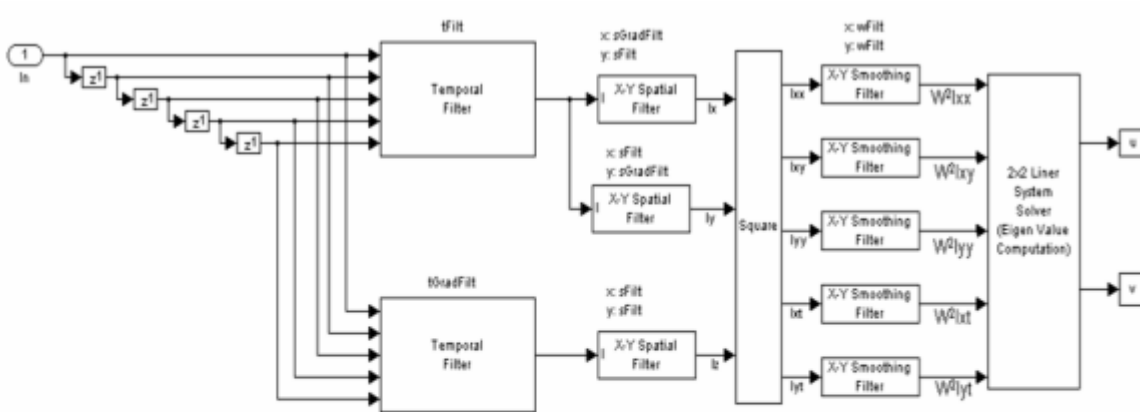 1
In
z1
z1
z1
z1
tFilt
Temporal
Filter
x: sGradFilt
y: sFilt
X-Y Spatial
Filter
Ix
x: sFilt
y: sGradFilt
X-Y Spatial
Filter
Iy
tGradFilt
Temporal
Filter
x: sFilt
y: sFilt
X-Y Spatial
Filter
Square
x: wFilt
y: wFilt
Ixx
X-Y Smoothing
Filter
W²Ixx
Ixy
X-Y Smoothing
Filter
W²Ixy
Iyy
X-Y Smoothing
Filter
W²Iyy
Ixt
X-Y Smoothing
Filter
W²Ixt
Iyt
X-Y Smoothing
Filter
W²Iyt
2x2 Liner
System
Solver
(Eigen Value
Computation)
u
v